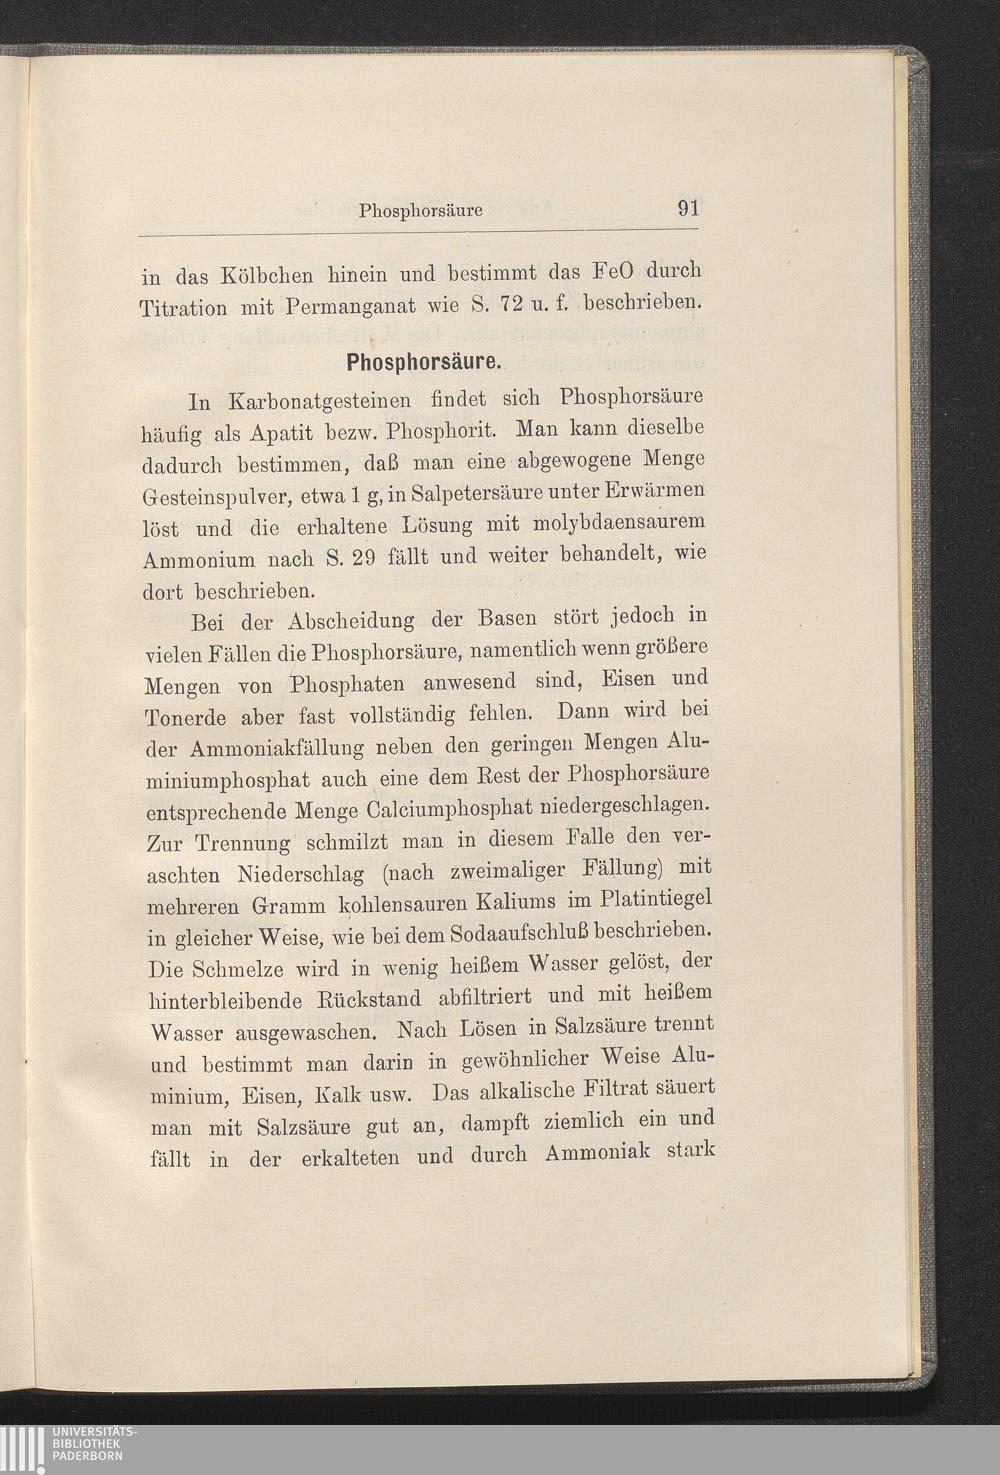 Phosphorsäure 91
in das Kölbchen hinein und bestimmt das FeO durch
Titration mit Permanganat wie S. 72 u. f. beschrieben.
Phosphorsäure.
In Karbonatgesteinen findet sich Phosphorsäure
häufig als Apatit bezw. Phosphorit. Man kann dieselbe
dadurch bestimmen, daß man eine abgewogene Menge
Gesteinspulver, etwa 1 g, in Salpetersäure unter Erwärmen
löst und die erhaltene Lösung mit molybdaensaurem
Ammonium nach S. 29 fällt und weiter behandelt, wie
dort beschrieben.
Bei der Abscheidung der Basen stört jedoch in
vielen Fällen die Phosphorsäure, namentlich wenn größere
Mengen von Phosphaten anwesend sind, Eisen und
Tonerde aber fast vollständig fehlen. Dann wird bei
der Ammoniakfällung neben den geringen Mengen Alu-
miniumphosphat auch eine dem Rest der Phosphorsäure
entsprechende Menge Calciumphosphat niedergeschlagen.
Zur Trennung schmilzt man in diesem Falle den ver-
aschten Niederschlag (nach zweimaliger Fällung) mit
mehreren Gramm kohlensauren Kaliums im Platintiegel
in gleicher Weise, wie bei dem Sodaaufschluß beschrieben.
Die Schmelze wird in wenig heißem Wasser gelöst, der
hinterbleibende Rückstand abfiltriert und mit heißem
Wasser ausgewaschen. Nach Lösen in Salzsäure trennt
und bestimmt man darin in gewöhnlicher Weise Alu-
minium, Eisen, Kalk usw. Das alkalische Filtrat säuert
man mit Salzsäure gut an, dampft ziemlich ein und
fällt in der erkalteten und durch Ammoniak stark
UNIVERSITÄTS-
BIBLIOTHEK
PADERBORN